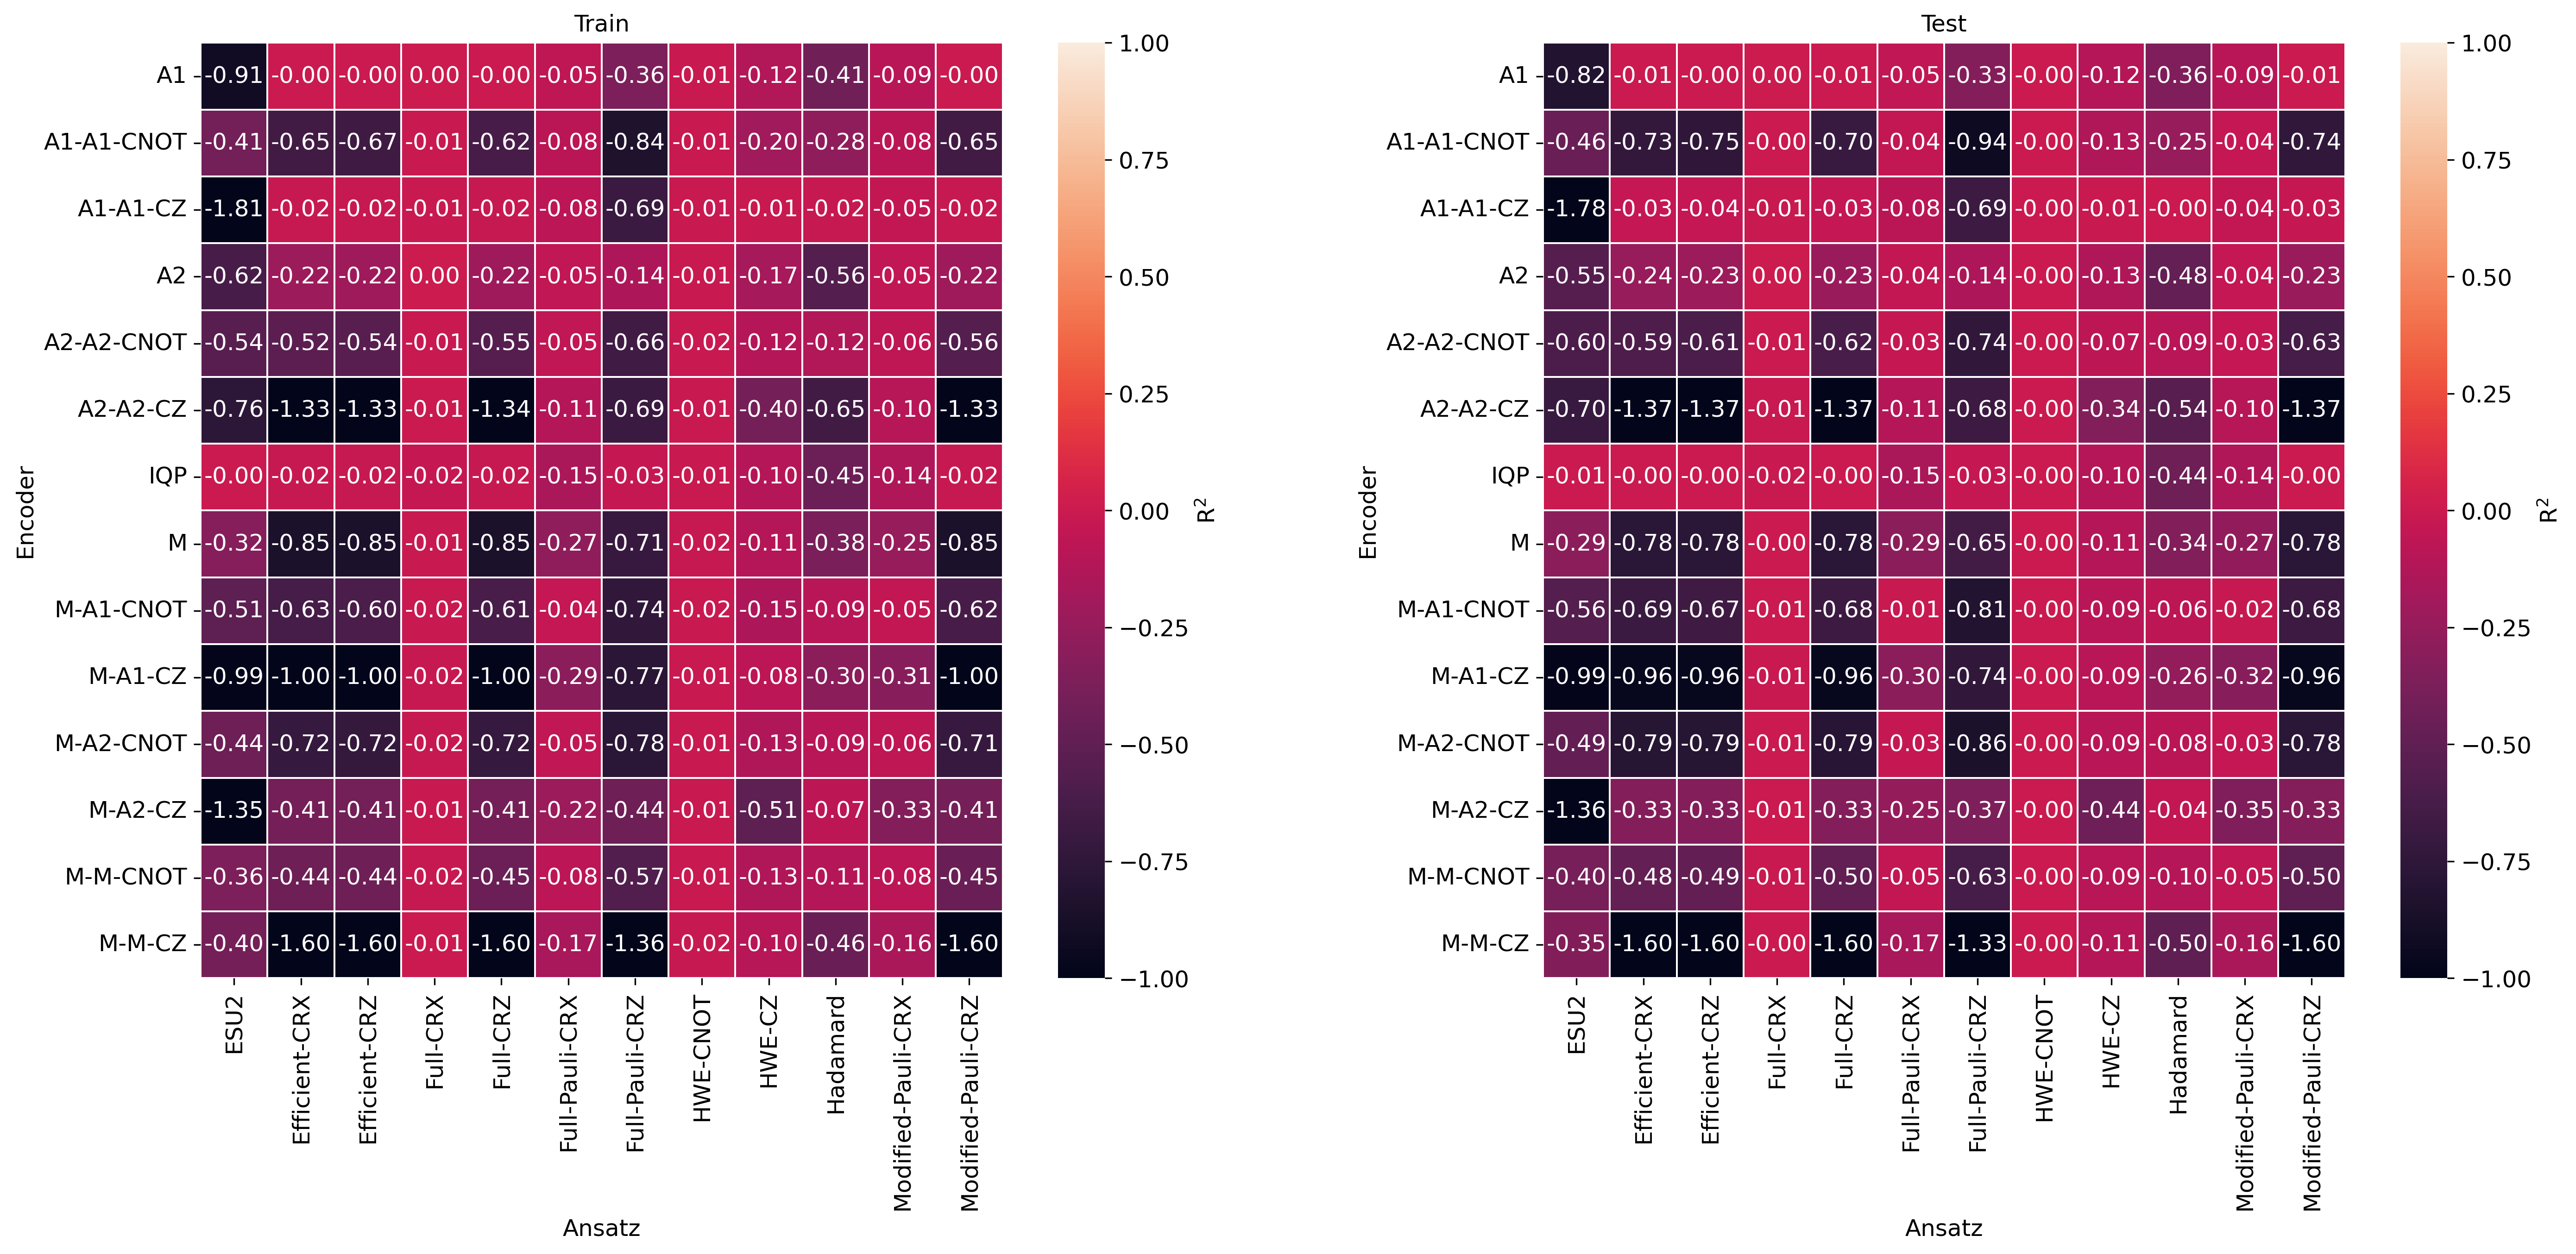 Train
A1 -0.91 -0.00 -0.00 0.00 -0.00 -0.05 -0.36 -0.01 -0.12 -0.41 -0.09 -0.00
A1-A1-CNOT -0.41 -0.65 -0.67 -0.01 -0.62 -0.08 -0.84 -0.01 -0.20 -0.28 -0.08 -0.65
A1-A1-CZ -1.81 -0.02 -0.02 -0.01 -0.02 -0.08 -0.69 -0.01 -0.01 -0.02 -0.05 -0.02
A2 -0.62 -0.22 -0.22 0.00 -0.22 -0.05 -0.14 -0.01 -0.17 -0.56 -0.05 -0.22
A2-A2-CNOT -0.54 -0.52 -0.54 -0.01 -0.55 -0.05 -0.66 -0.02 -0.12 -0.12 -0.06 -0.56
A2-A2-CZ -0.76 -1.33 -1.33 -0.01 -1.34 -0.11 -0.69 -0.01 -0.40 -0.65 -0.10 -1.33
IQP -0.00 -0.02 -0.02 -0.02 -0.02 -0.15 -0.03 -0.01 -0.10 -0.45 -0.14 -0.02
M -0.32 -0.85 -0.85 -0.01 -0.85 -0.27 -0.71 -0.02 -0.11 -0.38 -0.25 -0.85
M-A1-CNOT -0.51 -0.63 -0.60 -0.02 -0.61 -0.04 -0.74 -0.02 -0.15 -0.09 -0.05 -0.62
M-A1-CZ -0.99 -1.00 -1.00 -0.02 -1.00 -0.29 -0.77 -0.01 -0.08 -0.30 -0.31 -1.00
M-A2-CNOT -0.44 -0.72 -0.72 -0.02 -0.72 -0.05 -0.78 -0.01 -0.13 -0.09 -0.06 -0.71
M-A2-CZ -1.35 -0.41 -0.41 -0.01 -0.41 -0.22 -0.44 -0.01 -0.51 -0.07 -0.33 -0.41
M-M-CNOT -0.36 -0.44 -0.44 -0.02 -0.45 -0.08 -0.57 -0.01 -0.13 -0.11 -0.08 -0.45
M-M-CZ -0.40 -1.60 -1.60 -0.01 -1.60 -0.17 -1.36 -0.02 -0.10 -0.46 -0.16 -1.60
Encoder
ESU2
Efficient-CRX
Efficient-CRZ
Full-CRX
Full-CRZ
Full-Pauli-CRX
Full-Pauli-CRZ
HWE-CNOT
HWE-CZ
Hadamard
Modified-Pauli-CRX
Modified-Pauli-CRZ
Ansatz
1.00
0.75
0.50
0.25
0.00
−0.25
−0.50
−0.75
−1.00
R²
Test
A1 -0.82 -0.01 -0.00 0.00 -0.01 -0.05 -0.33 -0.00 -0.12 -0.36 -0.09 -0.01
A1-A1-CNOT -0.46 -0.73 -0.75 -0.00 -0.70 -0.04 -0.94 -0.00 -0.13 -0.25 -0.04 -0.74
A1-A1-CZ -1.78 -0.03 -0.04 -0.01 -0.03 -0.08 -0.69 -0.00 -0.01 -0.00 -0.04 -0.03
A2 -0.55 -0.24 -0.23 0.00 -0.23 -0.04 -0.14 -0.00 -0.13 -0.48 -0.04 -0.23
A2-A2-CNOT -0.60 -0.59 -0.61 -0.01 -0.62 -0.03 -0.74 -0.00 -0.07 -0.09 -0.03 -0.63
A2-A2-CZ -0.70 -1.37 -1.37 -0.01 -1.37 -0.11 -0.68 -0.00 -0.34 -0.54 -0.10 -1.37
IQP -0.01 -0.00 -0.00 -0.02 -0.00 -0.15 -0.03 -0.00 -0.10 -0.44 -0.14 -0.00
M -0.29 -0.78 -0.78 -0.00 -0.78 -0.29 -0.65 -0.00 -0.11 -0.34 -0.27 -0.78
M-A1-CNOT -0.56 -0.69 -0.67 -0.01 -0.68 -0.01 -0.81 -0.00 -0.09 -0.06 -0.02 -0.68
M-A1-CZ -0.99 -0.96 -0.96 -0.01 -0.96 -0.30 -0.74 -0.00 -0.09 -0.26 -0.32 -0.96
M-A2-CNOT -0.49 -0.79 -0.79 -0.01 -0.79 -0.03 -0.86 -0.00 -0.09 -0.08 -0.03 -0.78
M-A2-CZ -1.36 -0.33 -0.33 -0.01 -0.33 -0.25 -0.37 -0.00 -0.44 -0.04 -0.35 -0.33
M-M-CNOT -0.40 -0.48 -0.49 -0.01 -0.50 -0.05 -0.63 -0.00 -0.09 -0.10 -0.05 -0.50
M-M-CZ -0.35 -1.60 -1.60 -0.00 -1.60 -0.17 -1.33 -0.00 -0.11 -0.50 -0.16 -1.60
Encoder
ESU2
Efficient-CRX
Efficient-CRZ
Full-CRX
Full-CRZ
Full-Pauli-CRX
Full-Pauli-CRZ
HWE-CNOT
HWE-CZ
Hadamard
Modified-Pauli-CRX
Modified-Pauli-CRZ
Ansatz
1.00
0.75
0.50
0.25
0.00
−0.25
−0.50
−0.75
−1.00
R²